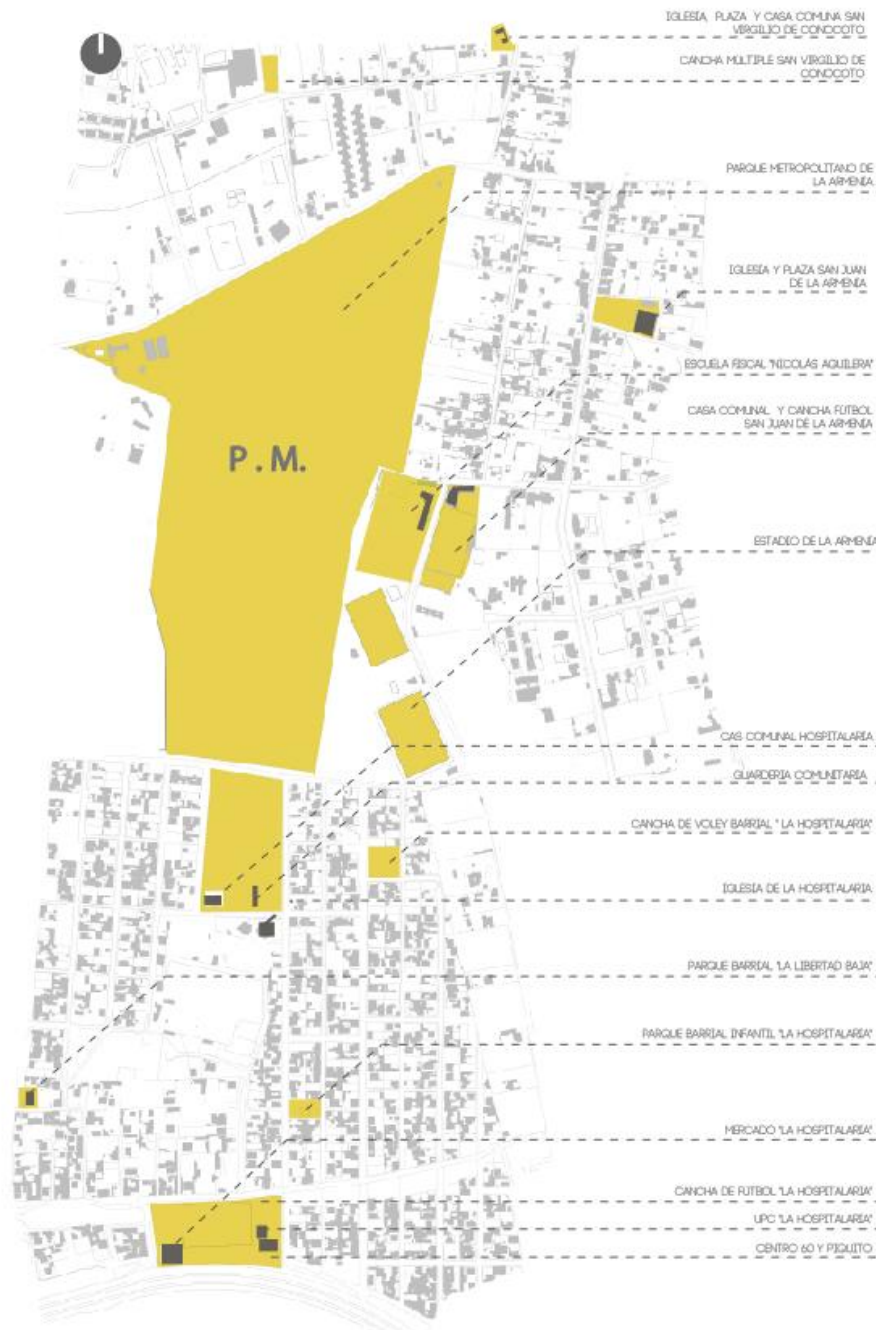 IGLESIA, PLAZA Y CASA COMUNA SAN
VIRGILIO DE CONOCOTO
CANCHA MÚLTIPLE SAN VIRGILIO DE
CONOCOTO
PARQUE METROPOLITANO DE
LA ARMENIA
IGLESIA Y PLAZA SAN JUAN
DE LA ARMENIA
ESCUELA FISCAL "NICOLÁS AGUILERA"
CASA COMUNAL Y CANCHA FÚTBOL
SAN JUAN DE LA ARMENIA
P.M.
ESTADIO DE LA ARMENIA
CAS COMUNAL HOSPITALARIA
GUARDERIA COMUNITARIA
CANCHA DE VOLEY BARRIAL " LA HOSPITALARIA"
IGLESIA DE LA HOSPITALARIA
PARQUE BARRIAL "LA LIBERTAD BAJA"
PARQUE BARRIAL INFANTIL "LA HOSPITALARIA"
MERCADO "LA HOSPITALARIA"
CANCHA DE FUTBOL "LA HOSPITALARIA"
UPC "LA HOSPITALARIA"
CENTRO 60 Y PIQUITO